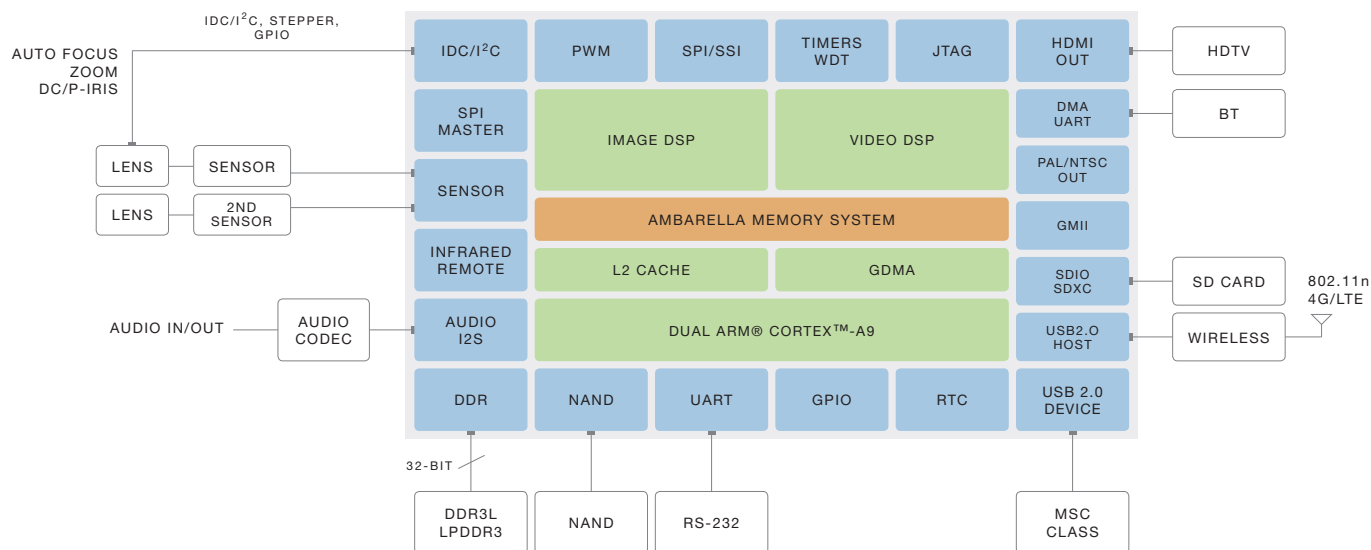 IDC/I²C, STEPPER,
GPIO
AUTO FOCUS
ZOOM
DC/P-IRIS
IDC/I²C
PWM
SPI/SSI
TIMERS
WDT
JTAG
HDMI
OUT
HDTV
SPI
MASTER
IMAGE DSP
VIDEO DSP
DMA
UART
BT
LENS
SENSOR
SENSOR
PAL/NTSC
OUT
LENS
2ND
SENSOR
AMBARELLA MEMORY SYSTEM
GMII
INFRARED
REMOTE
L2 CACHE
GDMA
SDIO
SDXC
SD CARD
802.11n
4G/LTE
AUDIO IN/OUT
AUDIO
CODEC
AUDIO
I2S
DUAL ARM® CORTEX™-A9
USB2.O
HOST
WIRELESS
DDR
NAND
UART
GPIO
RTC
USB 2.0
DEVICE
32-BIT
DDR3L
LPDDR3
NAND
RS-232
MSC
CLASS